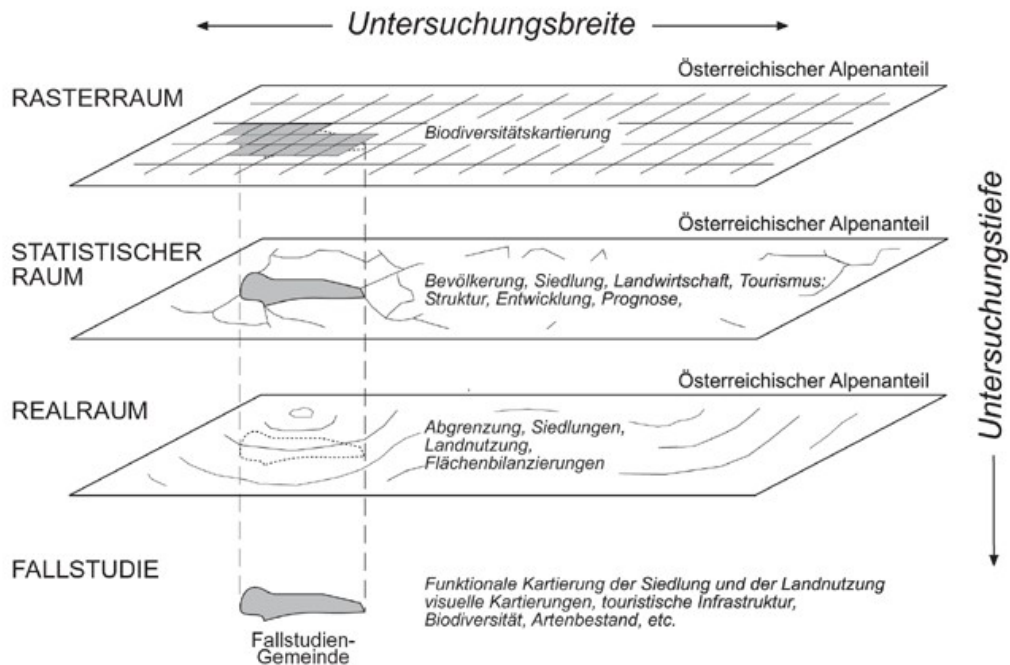 Untersuchungsbreite
Österreichischer Alpenanteil
RASTERRAUM
Biodiversitätskartierung
Österreichischer Alpenanteil
STATISTISCHER
RAUM
Bevölkerung, Siedlung, Landwirtschaft, Tourismus:
Struktur, Entwicklung, Prognose,
Österreichischer Alpenanteil
REALRAUM
Abgrenzung, Siedlungen,
Landnutzung,
Flächenbilanzierungen
FALLSTUDIE
Funktionale Kartierung der Siedlung und der Landnutzung
visuelle Kartierungen, touristische Infrastruktur,
Biodiversität, Artenbestand, etc.
Fallstudien-
Gemeinde
Untersuchungstiefe